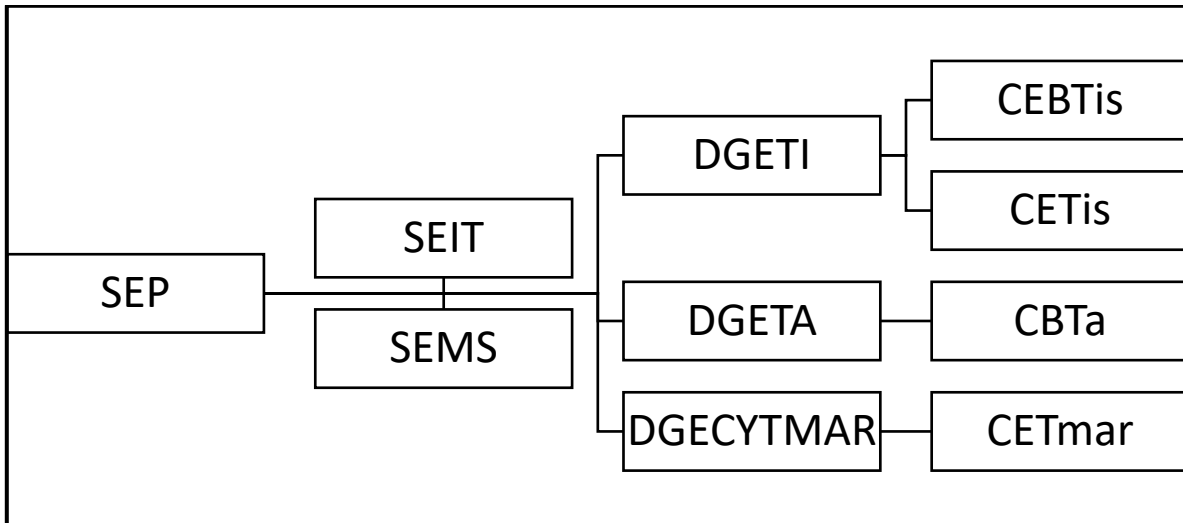 SEP
SEIT
SEMS
DGETI
CEBTis
CETis
DGETA
CBTa
DGECYTMAR
CETmar